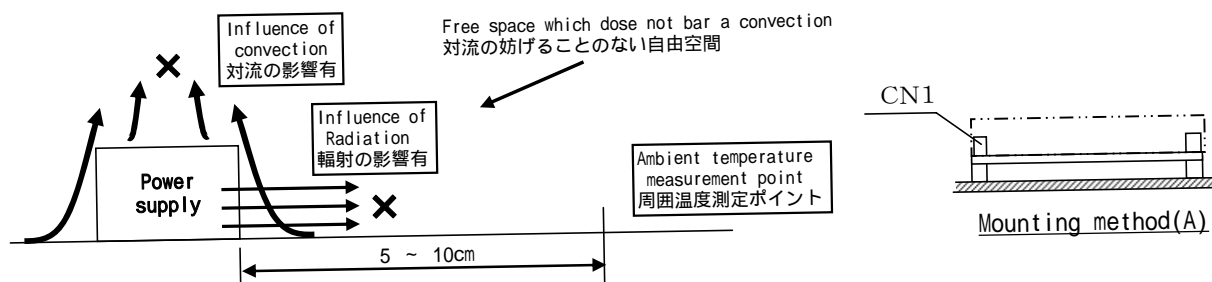 Influence of
convection
対流の影響有
Free space which dose not bar a convection
対流の妨げることのない自由空間
Influence of
Radiation
輻射の影響有
Power
supply
Ambient temperature
measurement point
周囲温度測定ポイント
5 ~ 10cm
CN1
Mounting method(A)